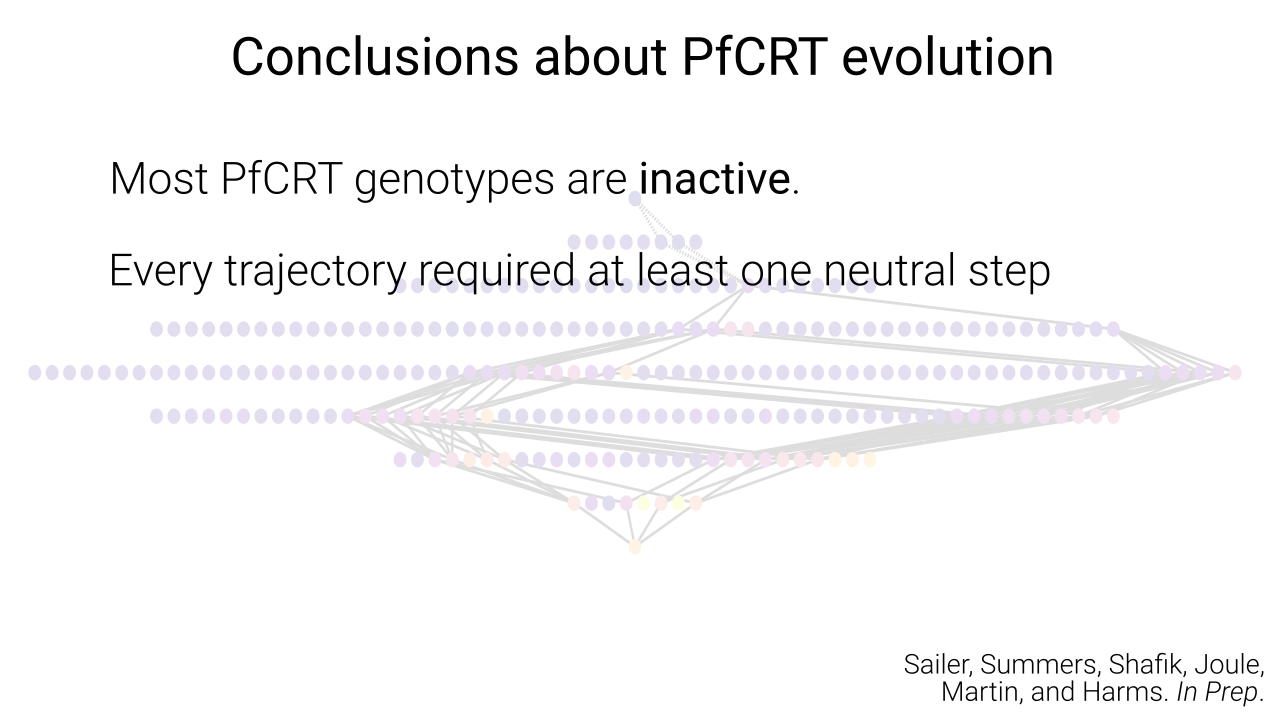 Conclusions about PfCRT evolution
Most PfCRT genotypes are inactive.
Every trajectory required at least one neutral step
Sailer, Summers, Shafik, Joule,
Martin, and Harms. In Prep.